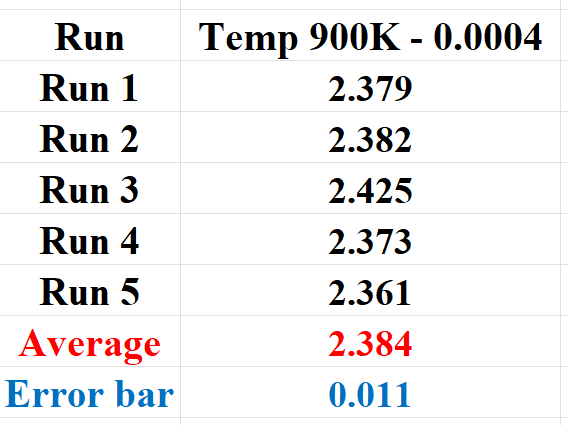 Run Temp 900K - 0.0004
Run 1 2.379
Run 2 2.382
Run 3 2.425
Run 4 2.373
Run 5 2.361
Average 2.384
Error bar 0.011